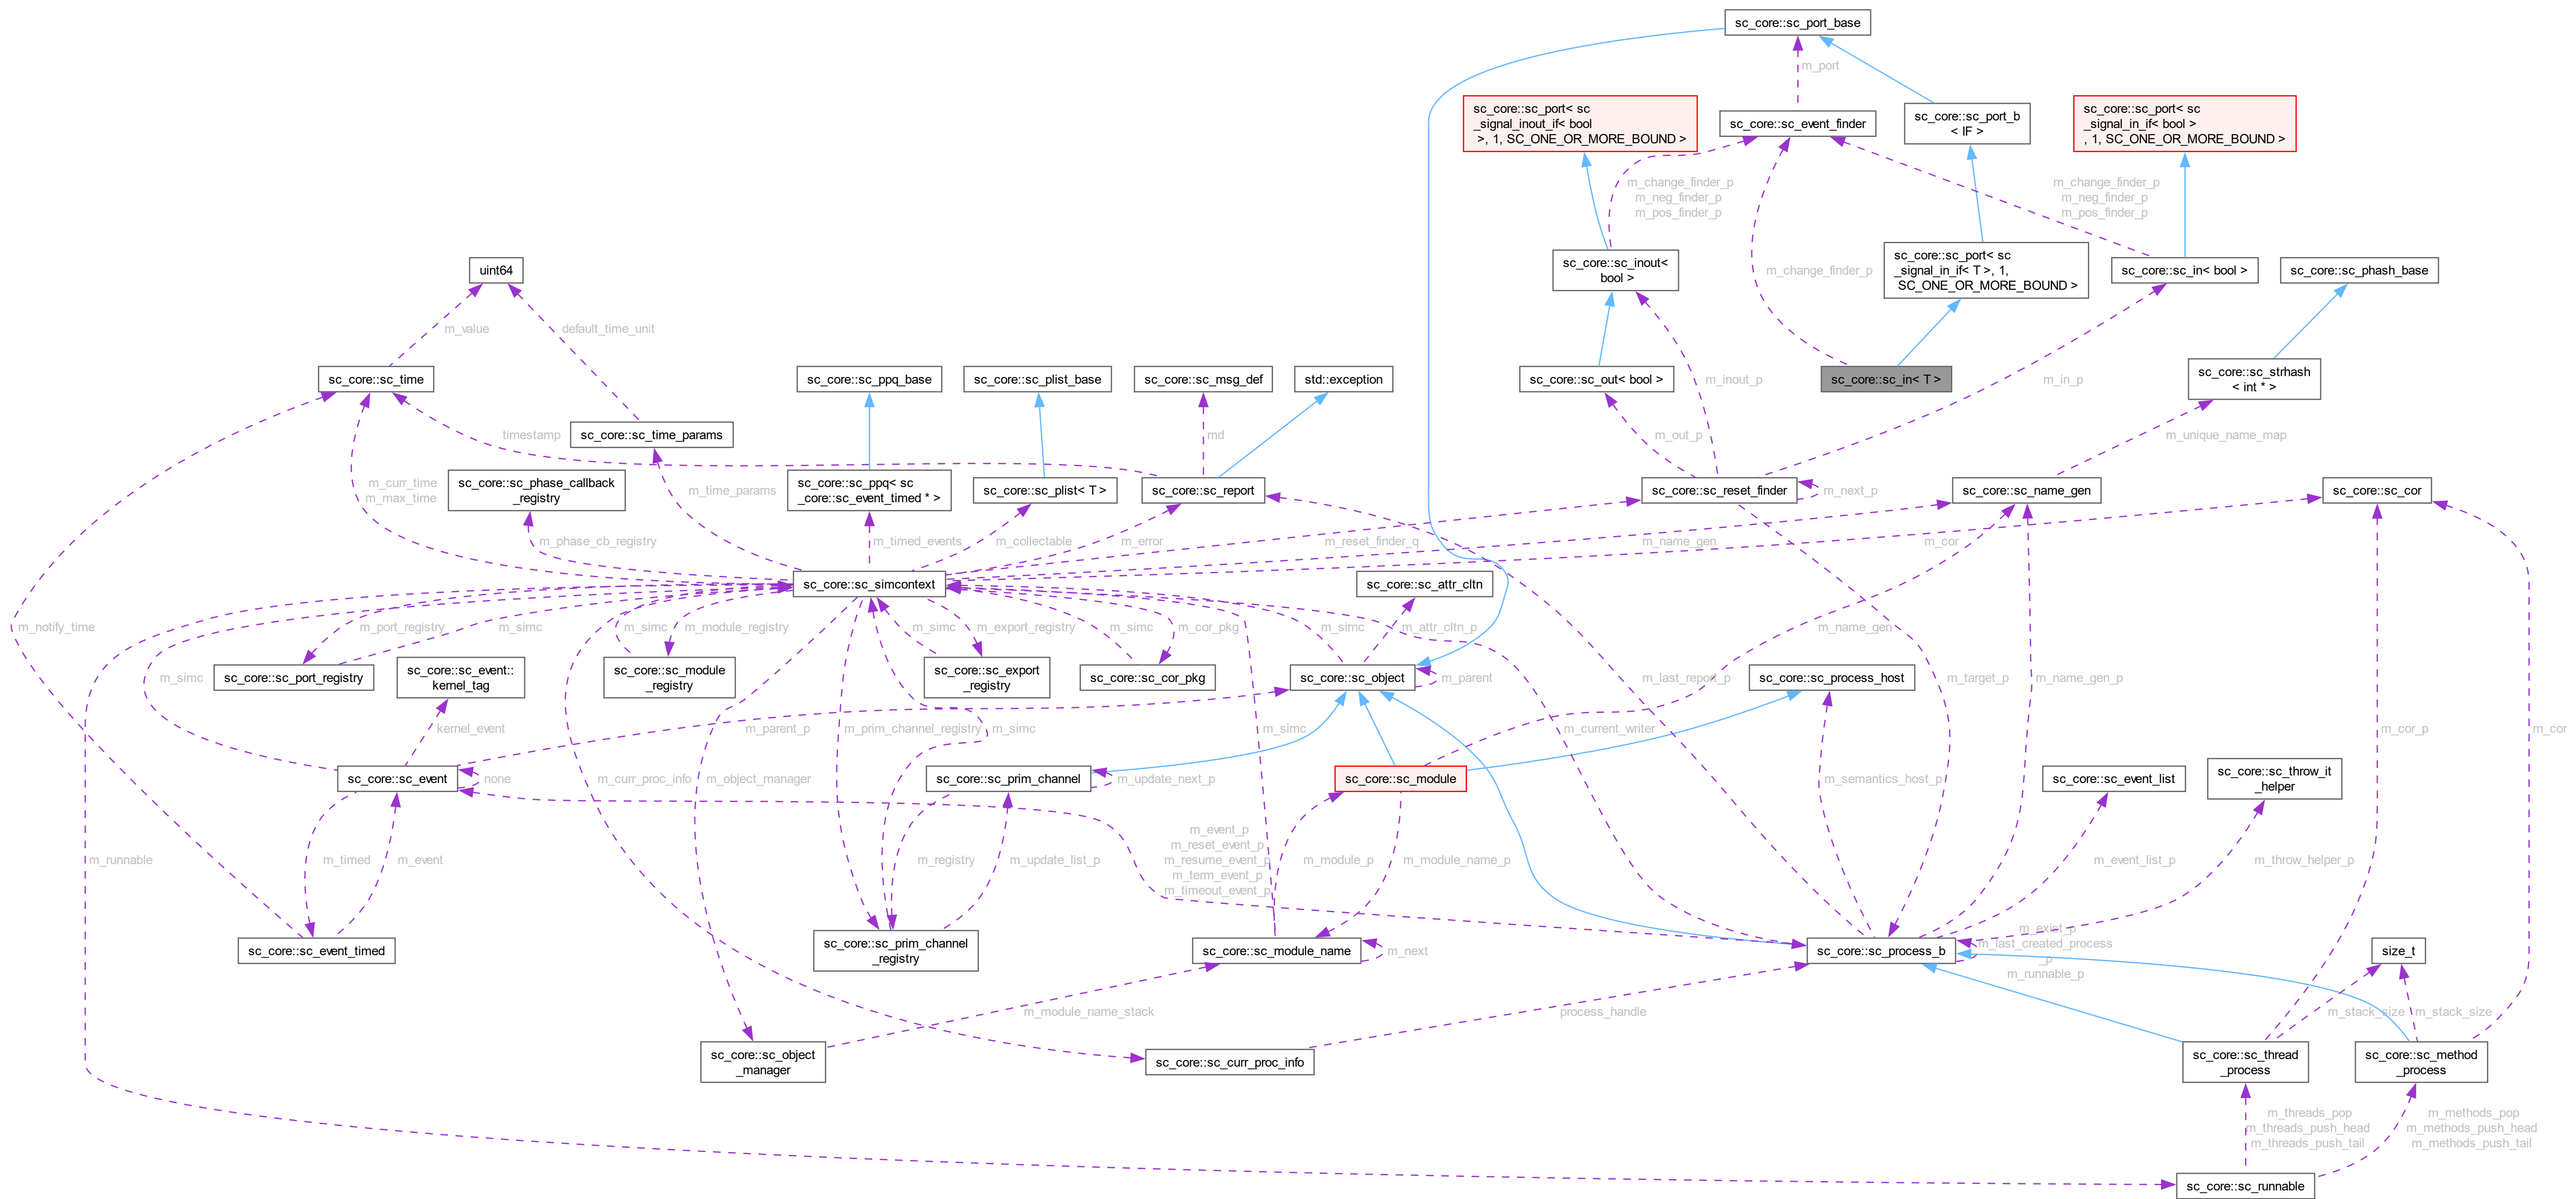 sc_core::sc_port_base
m_port
sc_core::sc_port< sc
_signal_inout_if< bool
>, 1, SC_ONE_OR_MORE_BOUND >
sc_core::sc_event_finder
sc_core::sc_port_b
< IF >
sc_core::sc_port< sc
_signal_in_if< bool >
, 1, SC_ONE_OR_MORE_BOUND >
m_change_finder_p
m_neg_finder_p
m_pos_finder_p
m_change_finder_p
m_neg_finder_p
m_pos_finder_p
uint64
sc_core::sc_inout<
bool >
m_change_finder_p
sc_core::sc_port< sc
_signal_in_if< T >, 1,
SC_ONE_OR_MORE_BOUND >
sc_core::sc_in< bool >
sc_core::sc_phash_base
m_value
default_time_unit
sc_core::sc_time
sc_core::sc_ppq_base
sc_core::sc_plist_base
sc_core::sc_msg_def
std::exception
sc_core::sc_out< bool >
m_inout_p
sc_core::sc_in< T >
m_in_p
sc_core::sc_strhash
< int * >
timestamp
sc_core::sc_time_params
md
m_out_p
m_unique_name_map
m_curr_time
m_max_time
sc_core::sc_phase_callback
_registry
m_time_params
sc_core::sc_ppq< sc
_core::sc_event_timed * >
sc_core::sc_plist< T >
sc_core::sc_report
sc_core::sc_reset_finder
m_next_p
sc_core::sc_name_gen
sc_core::sc_cor
m_phase_cb_registry
m_timed_events
m_collectable
m_error
m_reset_finder_q
m_name_gen
m_cor
sc_core::sc_simcontext
sc_core::sc_attr_cltn
m_notify_time
m_port_registry
m_simc
m_simc
m_module_registry
m_simc
m_export_registry
m_simc
m_cor_pkg
m_simc
m_attr_cltn_p
m_name_gen
m_simc
sc_core::sc_port_registry
sc_core::sc_event::
kernel_tag
sc_core::sc_module
_registry
sc_core::sc_export
_registry
sc_core::sc_cor_pkg
sc_core::sc_object
m_parent
m_last_report_p
sc_core::sc_process_host
m_target_p
m_name_gen_p
kernel_event
m_parent_p
m_prim_channel_registry
m_simc
m_simc
m_current_writer
m_cor_p
m_cor
sc_core::sc_event
none
m_curr_proc_info
m_object_manager
sc_core::sc_prim_channel
m_update_next_p
sc_core::sc_module
m_semantics_host_p
sc_core::sc_event_list
sc_core::sc_throw_it
_helper
m_runnable
m_timed
m_event
m_registry
m_update_list_p
m_event_p
m_reset_event_p
m_resume_event_p
m_term_event_p
m_timeout_event_p
m_module_p
m_module_name_p
m_event_list_p
m_throw_helper_p
sc_core::sc_event_timed
sc_core::sc_prim_channel
_registry
sc_core::sc_module_name
m_next
sc_core::sc_process_b
m_exist_p
m_last_created_process
_p
m_runnable_p
size_t
m_module_name_stack
process_handle
m_stack_size
m_stack_size
sc_core::sc_object
_manager
sc_core::sc_curr_proc_info
sc_core::sc_thread
_process
sc_core::sc_method
_process
m_threads_pop
m_threads_push_head
m_threads_push_tail
m_methods_pop
m_methods_push_head
m_methods_push_tail
sc_core::sc_runnable